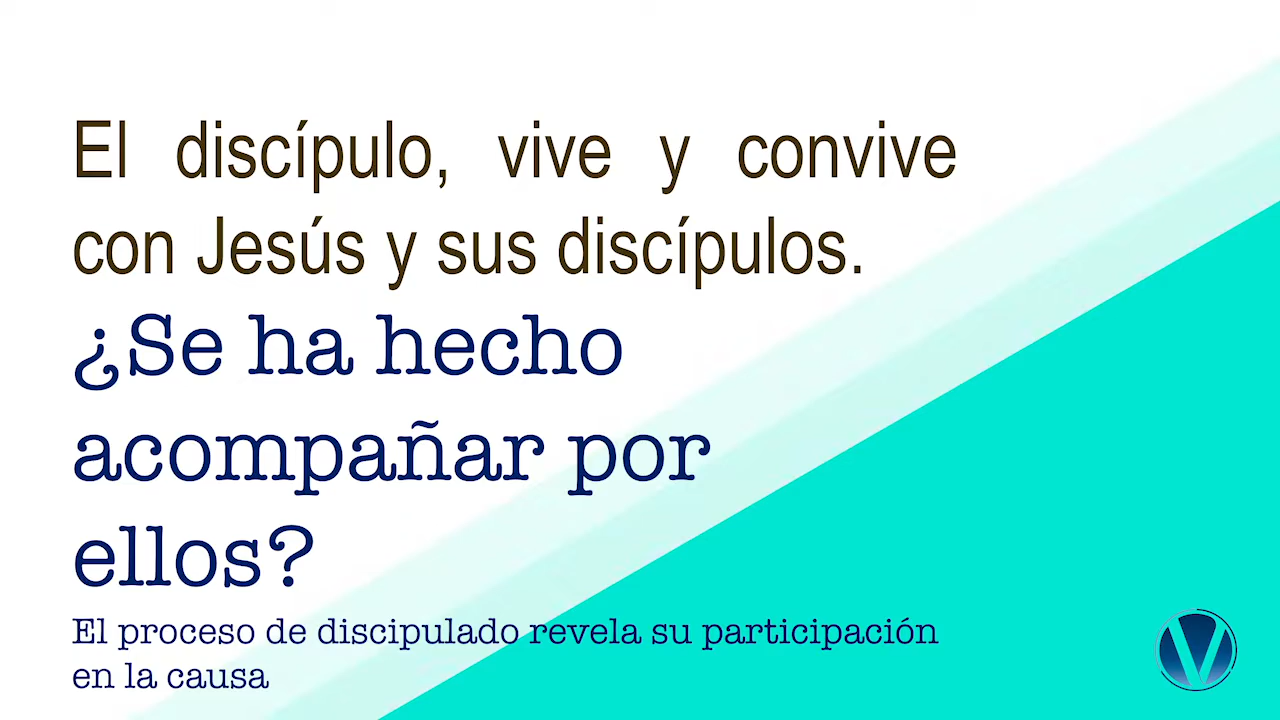 El discípulo, vive y convive
con Jesús y sus discípulos.
¿Se ha hecho
acompañar por
ellos?
El proceso de discipulado revela su participación
en la causa